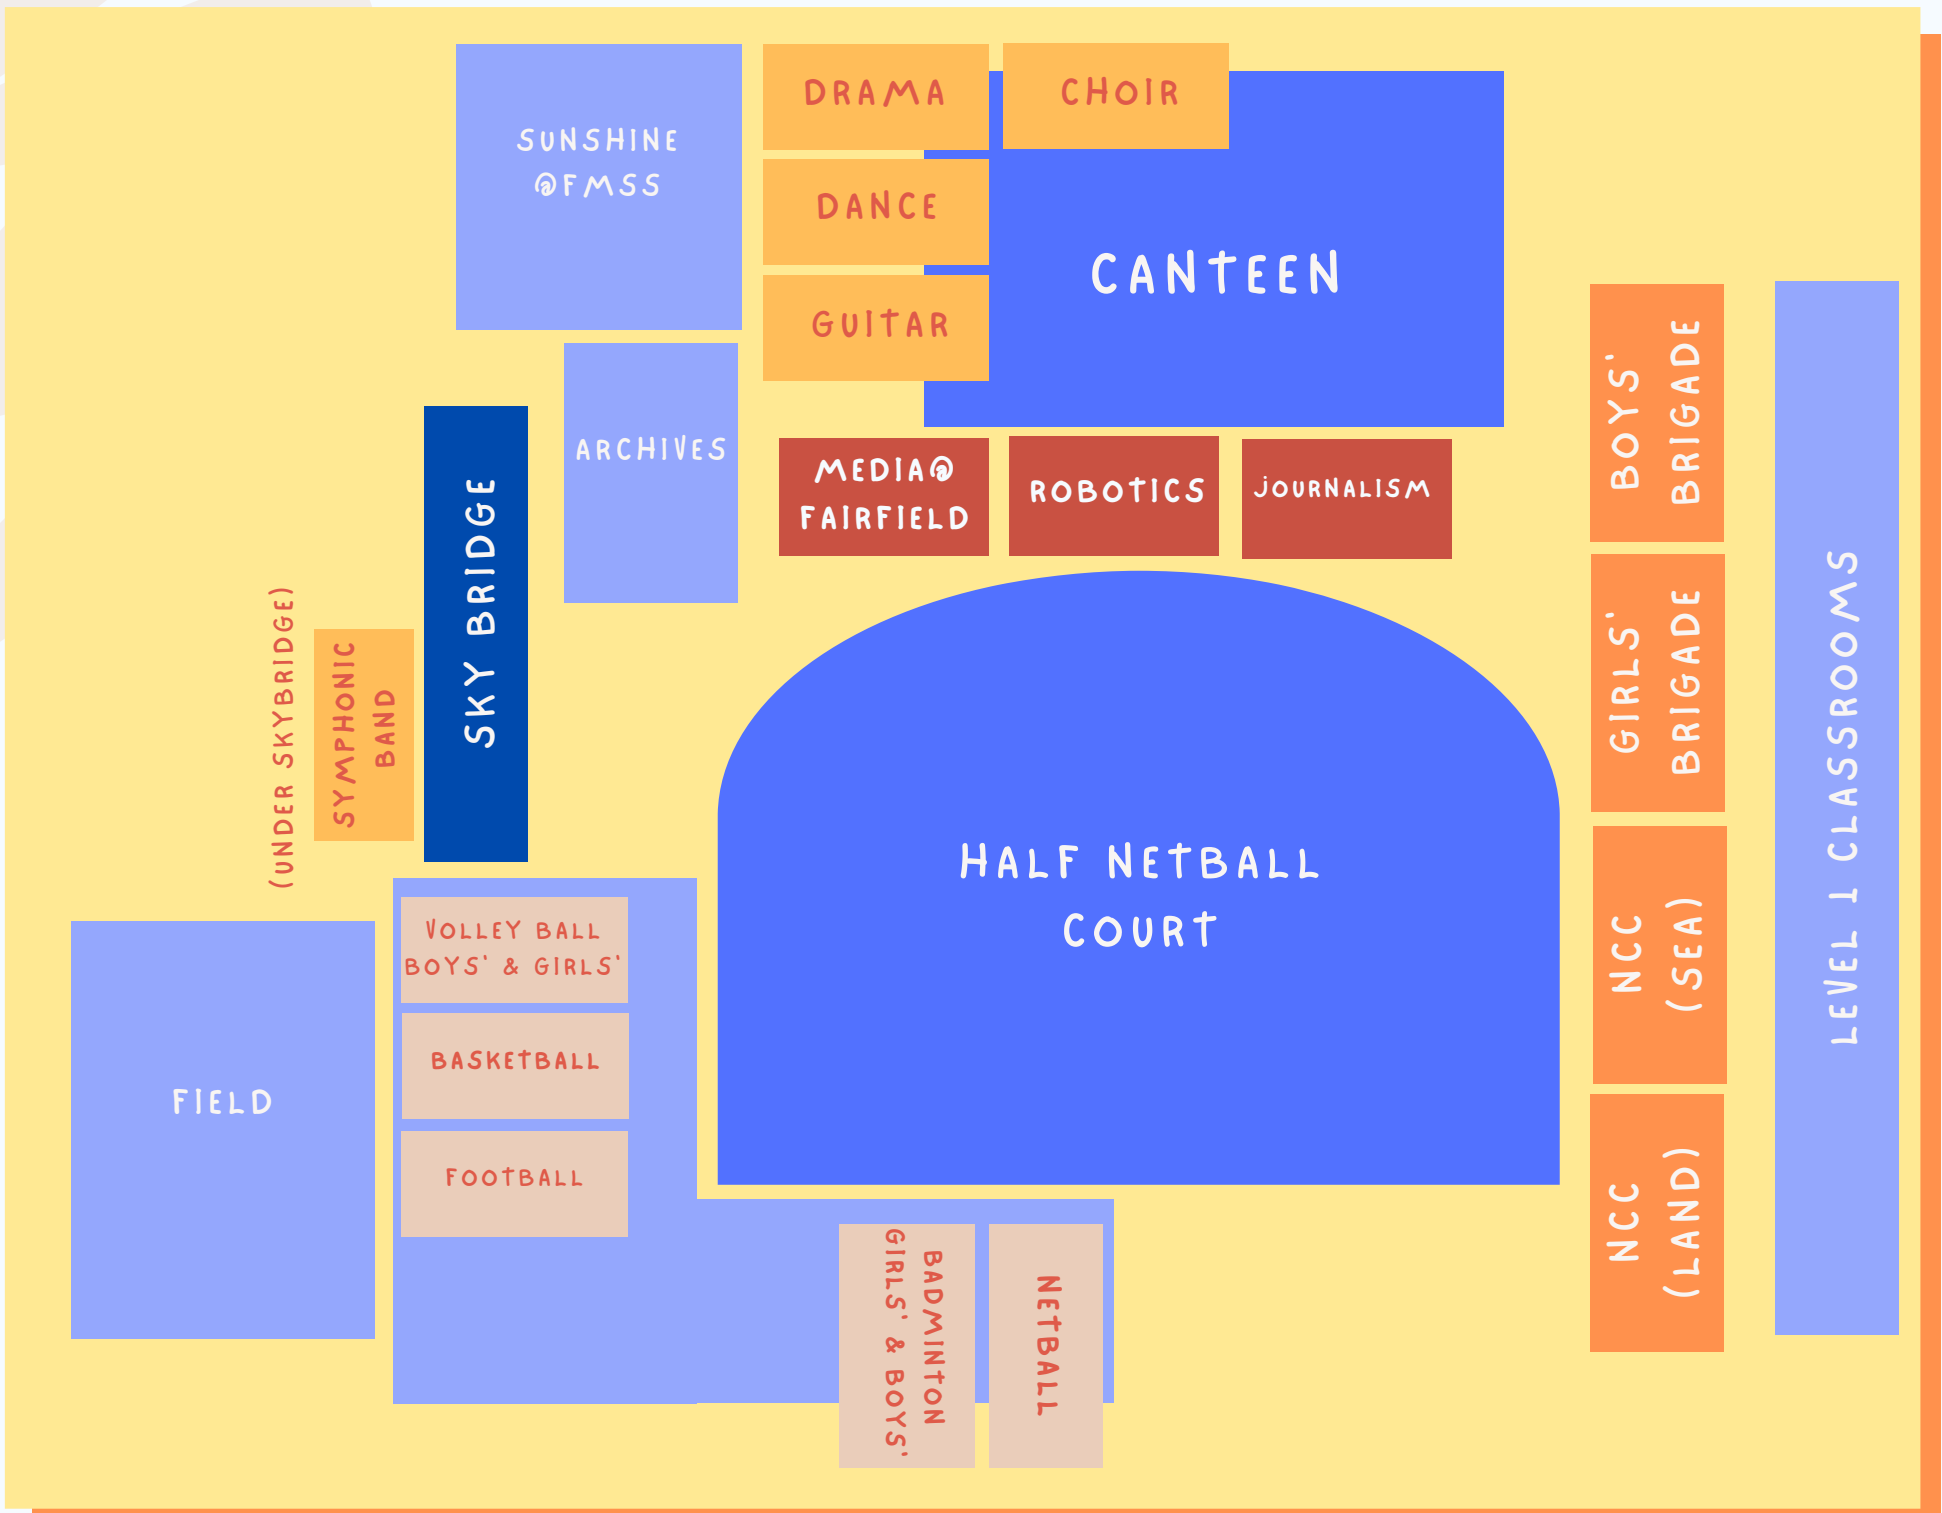 SUNSHINE
@FMSS
DRAMA
CHOIR
DANCE
GUITAR
CANTEEN
ARCHIVES
SKY BRIDGE
MEDIA@
FAIRFIELD
ROBOTICS
JOURNALISM
BOYS'
BRIGADE
GIRLS'
BRIGADE
NCC
(SEA)
NCC
(LAND)
LEVEL 1 CLASSROOMS
(UNDER SKYBRIDGE)
SYMPHONIC
BAND
HALF NETBALL
COURT
FIELD
VOLLEY BALL
BOYS' & GIRLS'
BASKETBALL
FOOTBALL
BADMINTON
GIRLS' & BOYS'
NETBALL